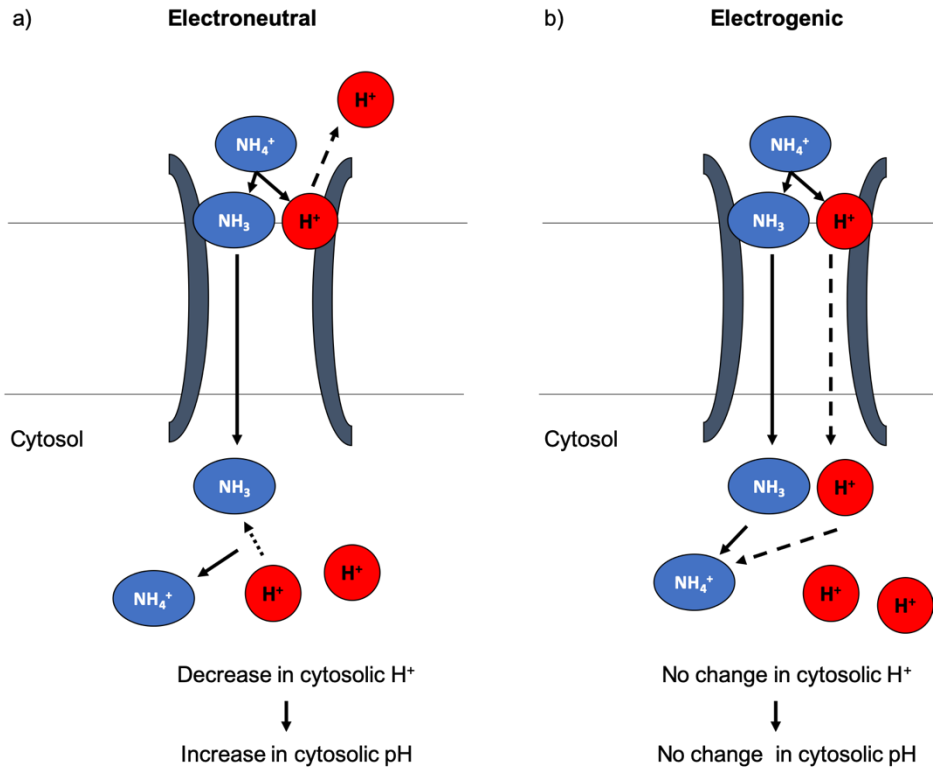 a) Electroneutral
H⁺
NH₄⁺
NH₃ H⁺
Cytosol
NH₃
H⁺
NH₄⁺ H⁺
Decrease in cytosolic H⁺
Increase in cytosolic pH
b) Electrogenic
NH₄⁺
NH₃ H⁺
Cytosol
NH₃ H⁺
NH₄⁺
H⁺ H⁺
No change in cytosolic H⁺
No change in cytosolic pH